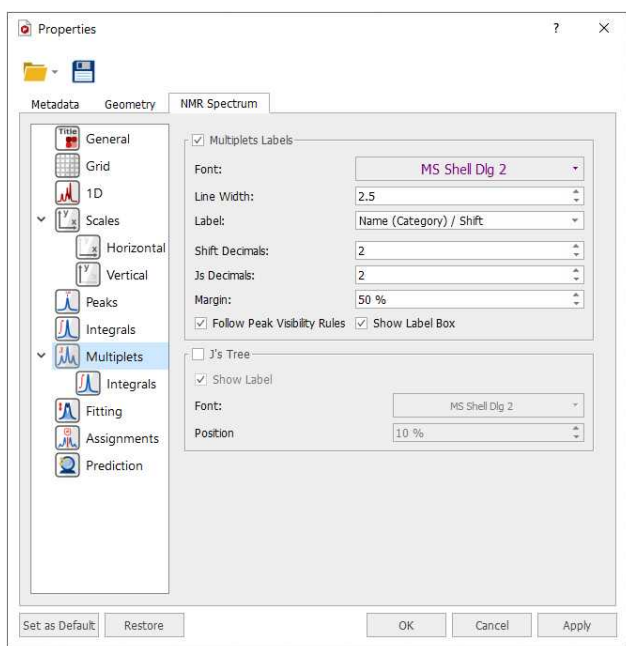 Properties
?
Metadata Geometry NMR Spectrum
Title
General
Grid
1D
y x Scales
x Horizontal
y Vertical
Peaks
Integrals
Multiplets
Integrals
Fitting
Assignments
Prediction
Multiplets Labels
Font: MS Shell Dlg 2
Line Width: 2.5
Label: Name (Category) / Shift
Shift Decimals: 2
Js Decimals: 2
Margin: 50 %
Follow Peak Visibility Rules Show Label Box
J's Tree
Show Label
Font: MS Shell Dlg 2
Position 10 %
Set as Default Restore OK Cancel Apply